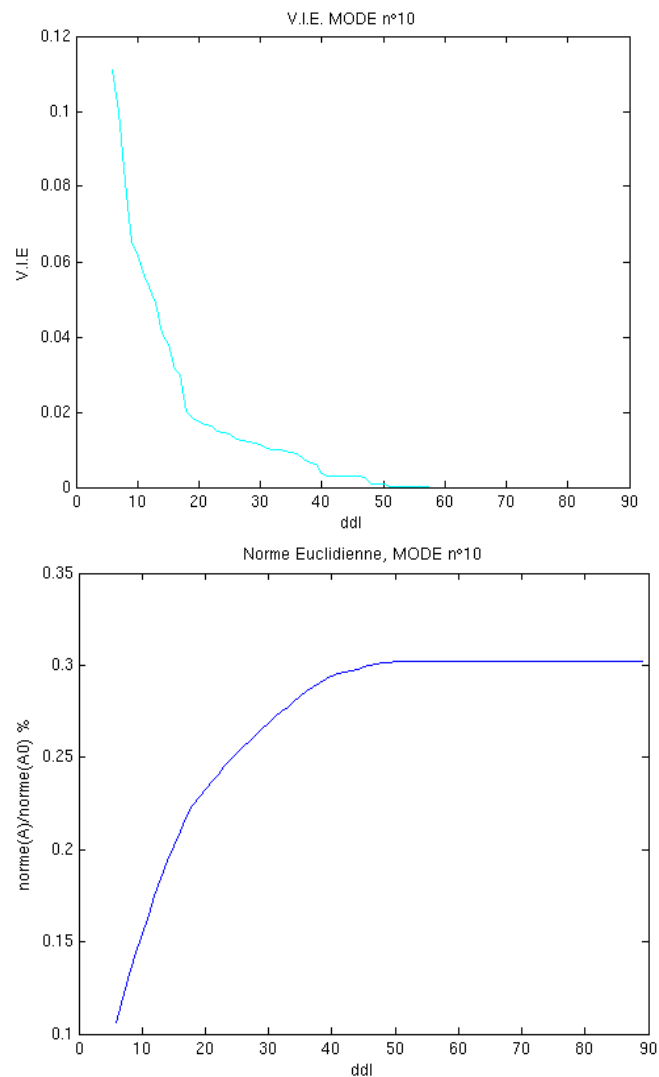 V.I.E. MODE nº10
0.12
0.1
0.08
0.06
0.04
0.02
0
V.I.E
0 10 20 30 40 50 60 70 80 90
ddl
Norme Euclidienne, MODE nº10
0.35
0.3
0.25
0.2
0.15
0.1
norme(A)/norme(A0) %
0 10 20 30 40 50 60 70 80 90
ddl